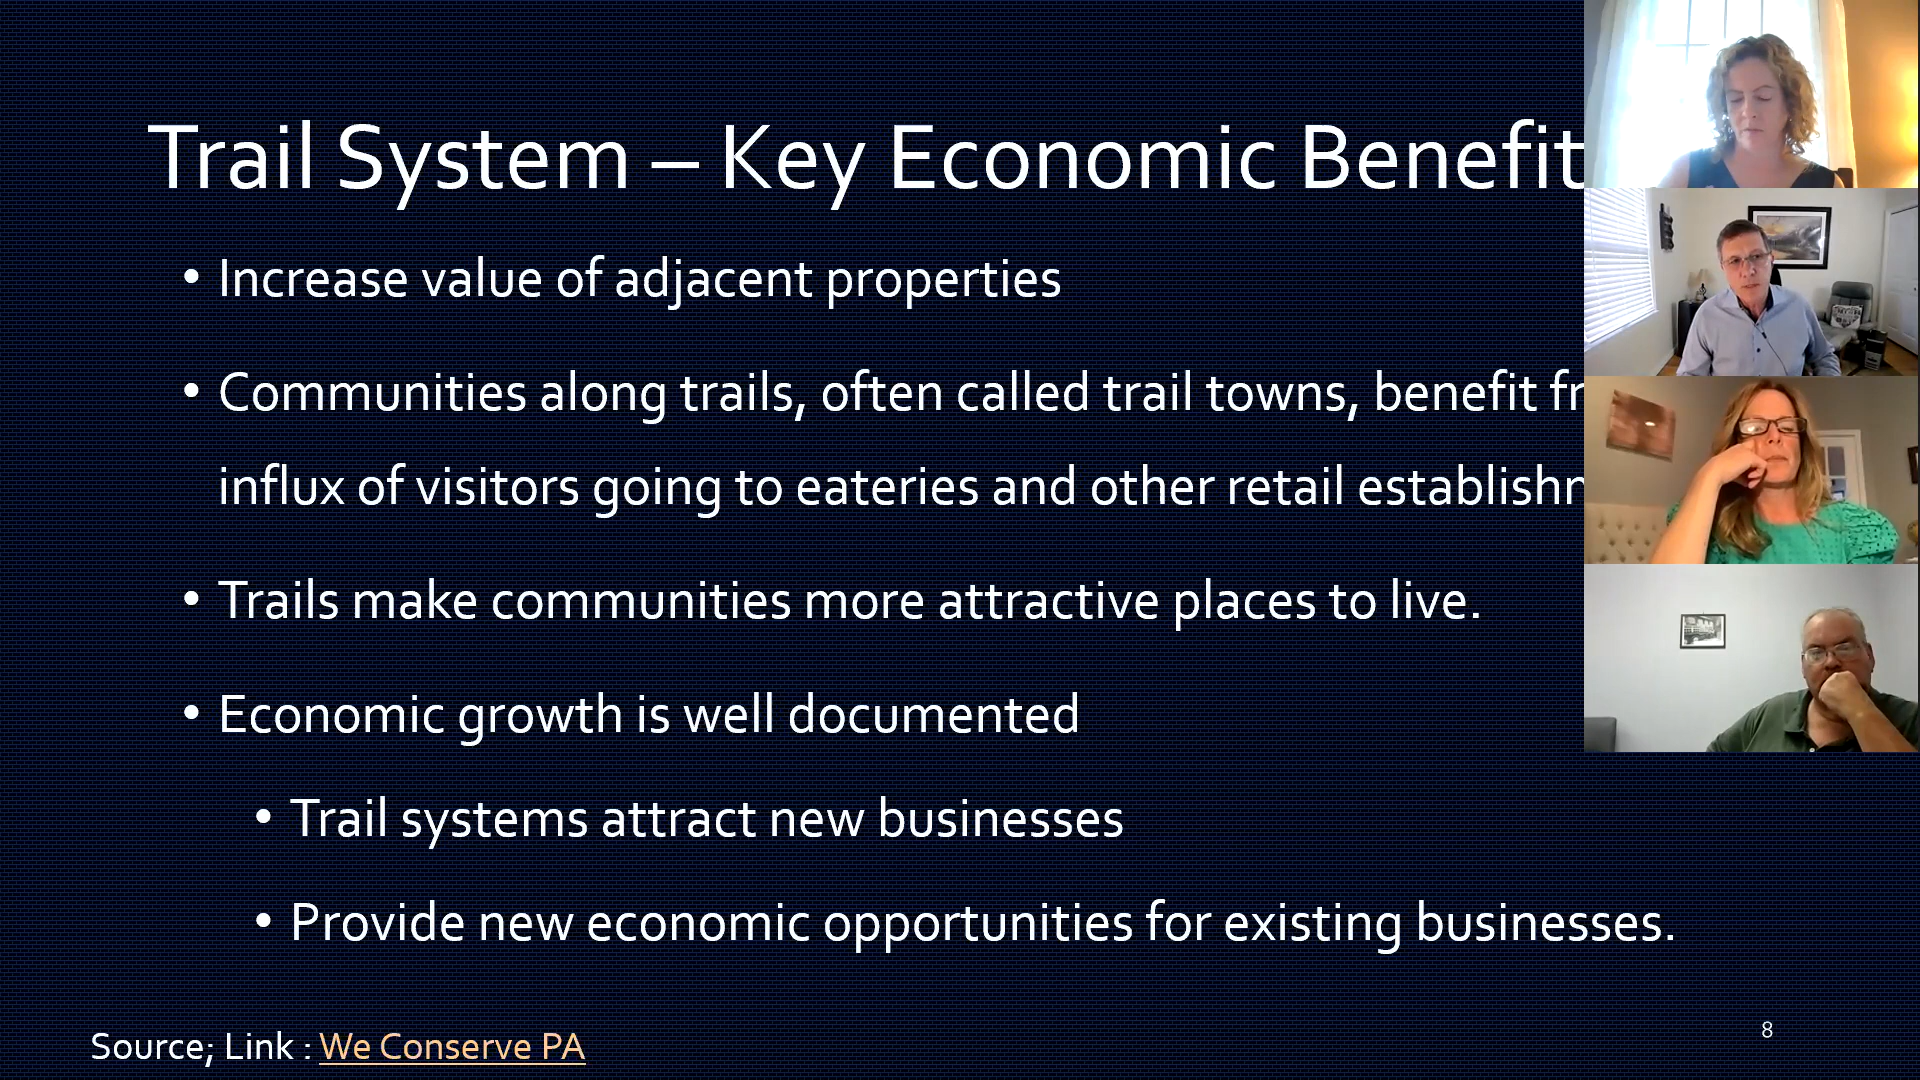 Trail System – Key Economic Benefit
• Increase value of adjacent properties
• Communities along trails, often called trail towns, benefit
influx of visitors going to eateries and other retail
• Trails make communities more attractive places to live.
• Economic growth is well documented
• Trail systems attract new businesses
• Provide new economic opportunities for existing businesses.
Source; Link : We Conserve PA
8